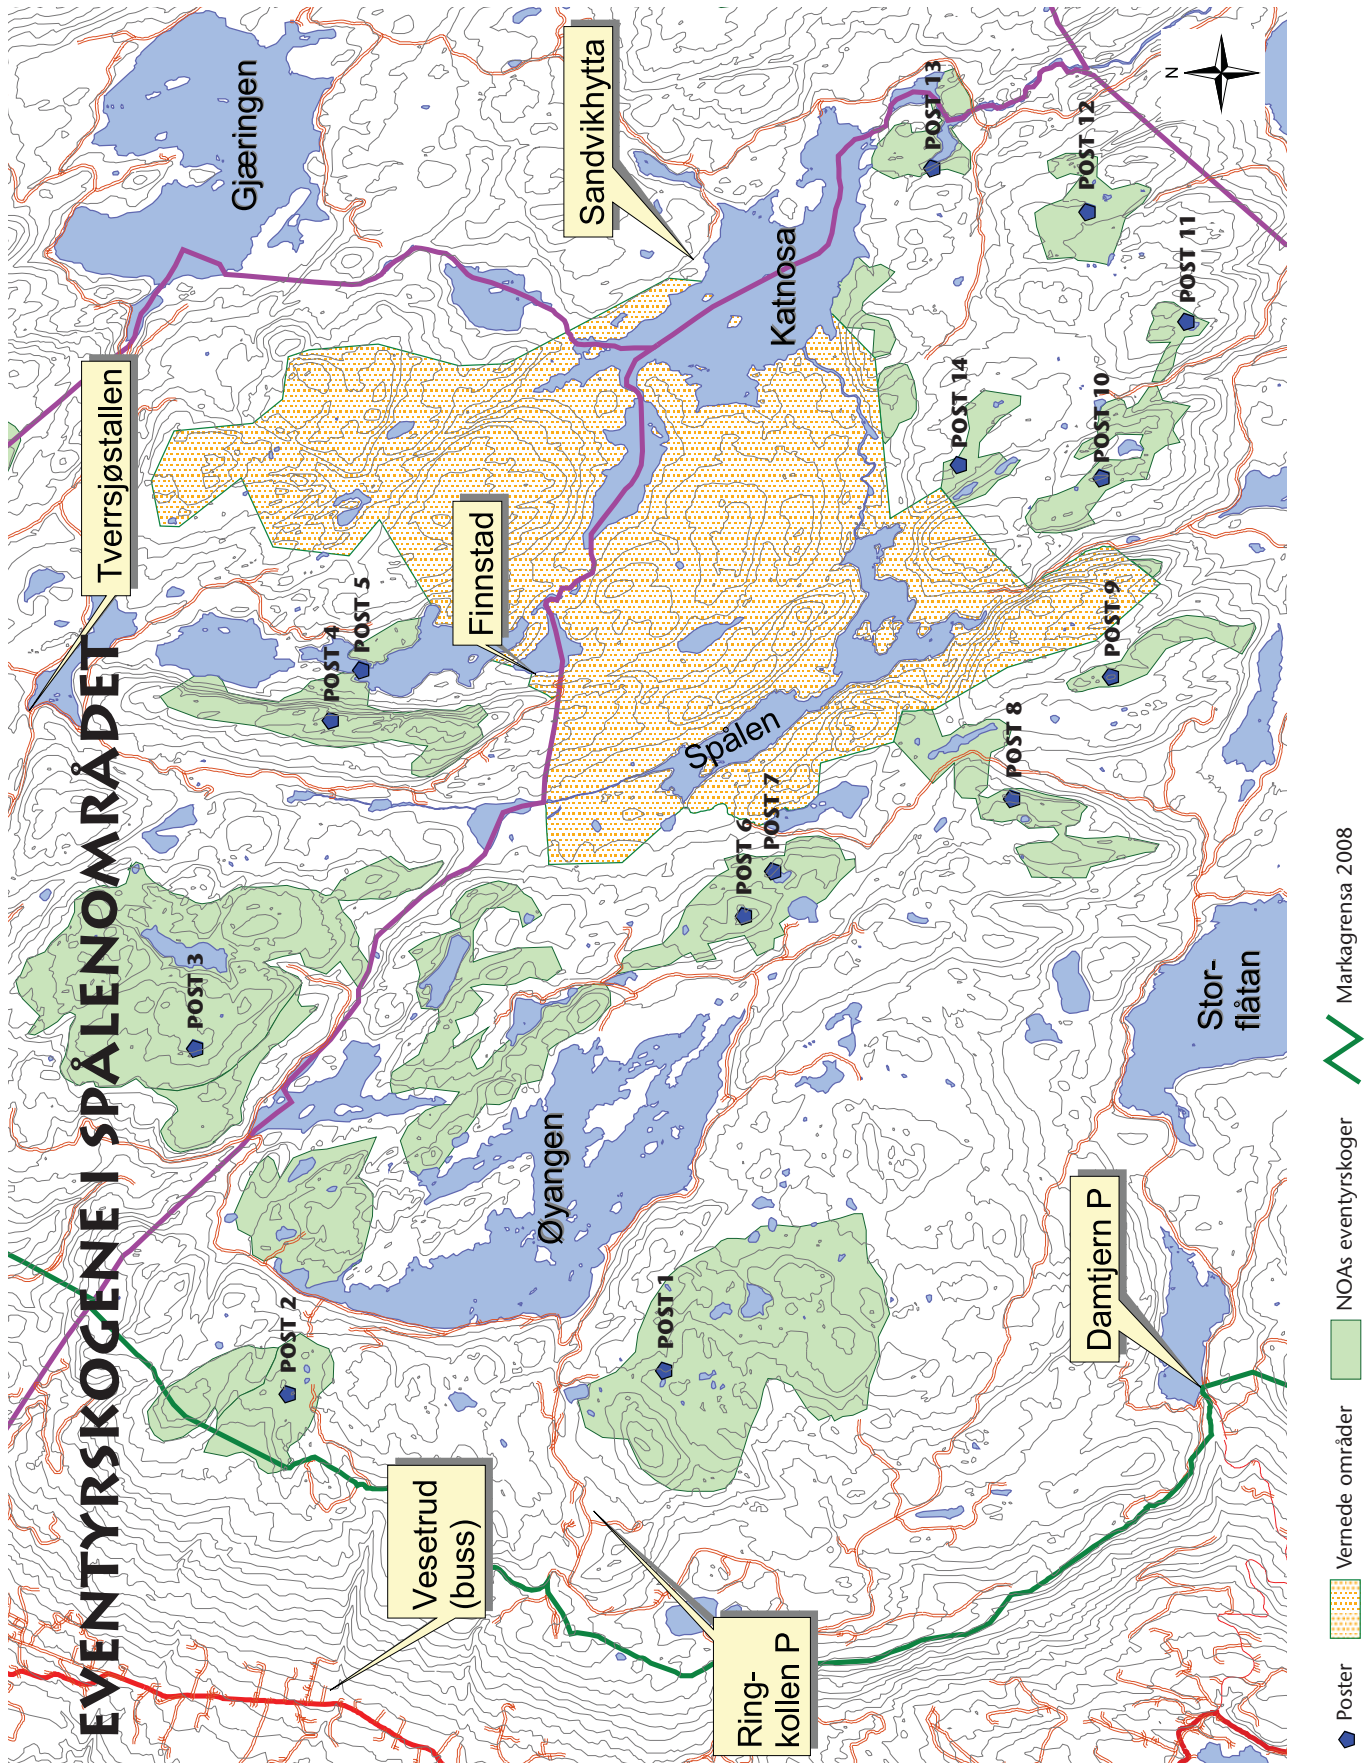 EVENTYRSKOGENE I SPÅLENOMRÅDET
Tverrsjøstallen
Gjæringen
POST 3
POST 2
POST 4
POST 5
Vesetrud
(buss)
Finnstad
Sandvikhytta
Øyangen
POST 1
Spålen
POST 6
POST 7
Katnosa
Ring-
kollen P
POST 13
POST 14
POST 8
POST 12
POST 10
POST 9
POST 11
Damtjern P
Stor-
flåtan
N
Poster
Vernede områder
NOAs eventyrskoger
Markagrensa 2008